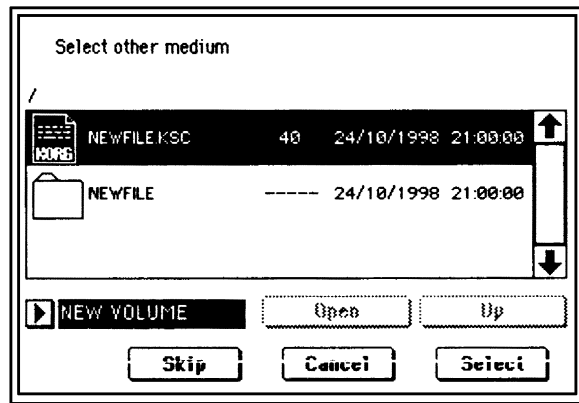 Select other medium
/
KORG NEWFILE.KSC 40 24/10/1998 21:00:00
NEWFILE ----- 24/10/1998 21:00:00
NEW VOLUME Open Up
Skip Cancel Select